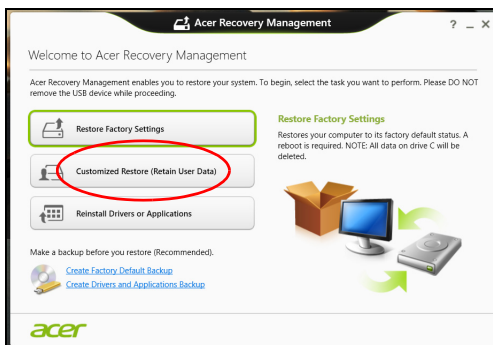 Acer Recovery Management
Welcome to Acer Recovery Management
Acer Recovery Management enables you to restore your system. To begin, select the task you want to perform. Please DO NOT
remove the USB device while proceeding.
Restore Factory Settings
Customized Restore (Retain User Data)
Reinstall Drivers or Applications
Restore Factory Settings
Restores your computer to its factory default status. A
reboot is required. NOTE: All data on drive C will be
deleted.
Make a backup before you restore (Recommended).
Create Factory Default Backup
Create Drivers and Applications Backup
acer